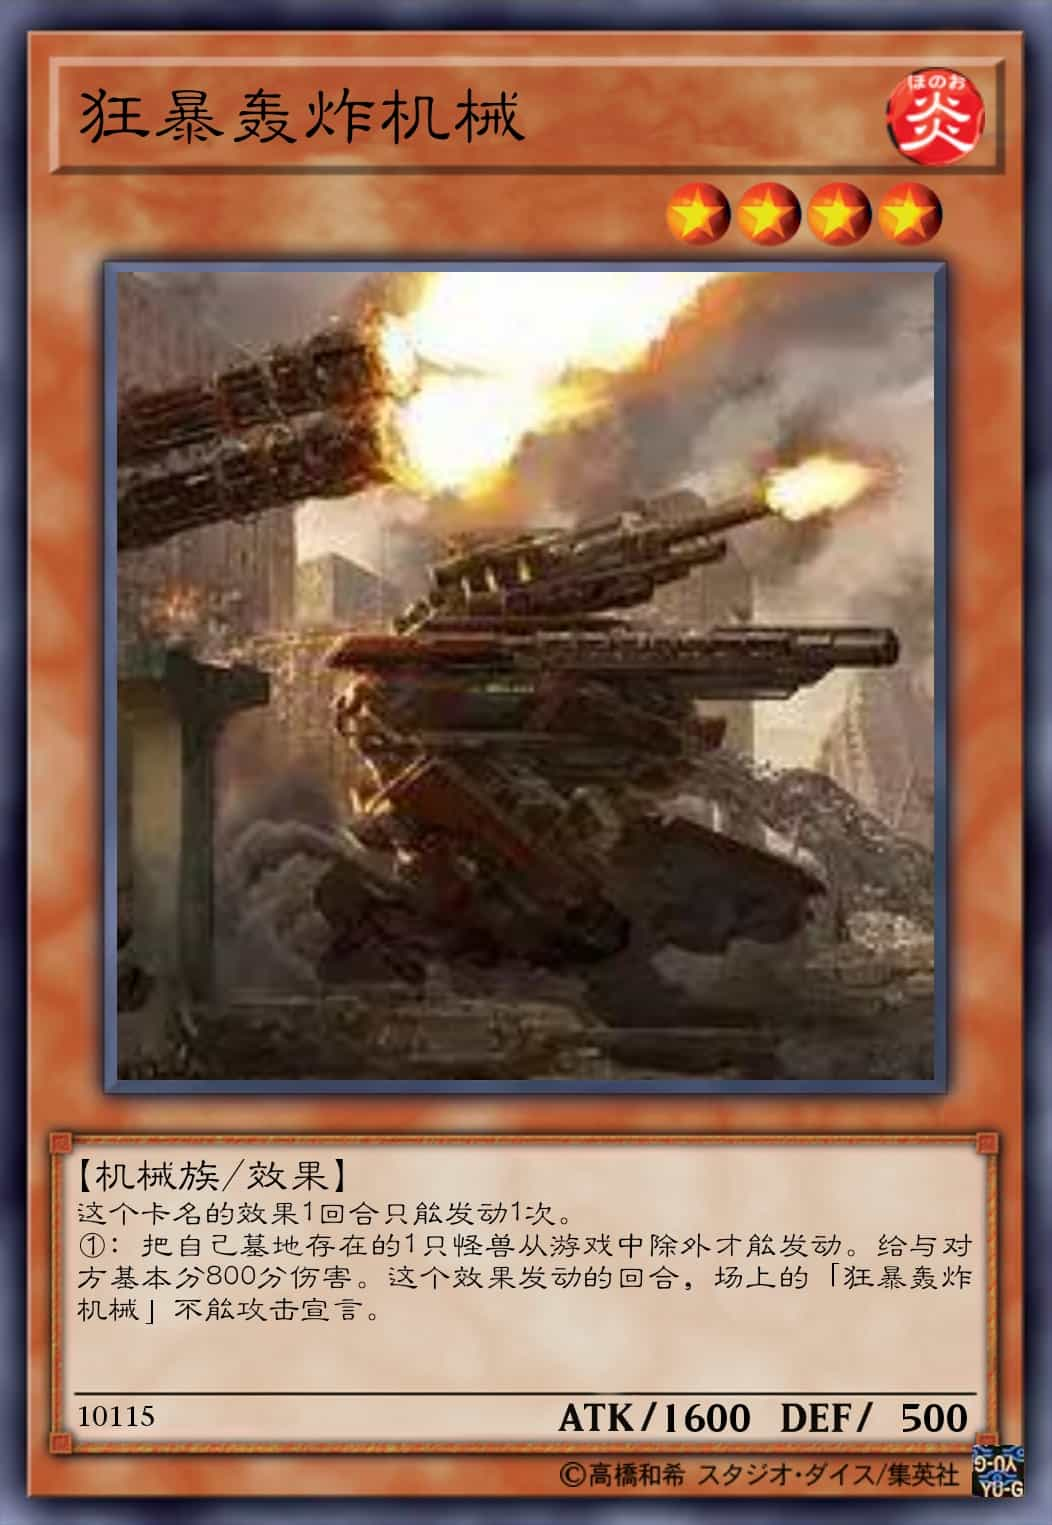 狂暴轰炸机械
ほのお
炎
【机械族/效果】
这个卡名的效果1回合只能发动1次。
①：把自己墓地存在的1只怪兽从游戏中除外才能发动。给与对
方基本分800分伤害。这个效果发动的回合，场上的「狂暴轰炸
机械」不能攻击宣言。
10115
ATK/1600 DEF/ 500
©高橋和希 スタジオ・ダイス/集英社
YU-G
YU-G